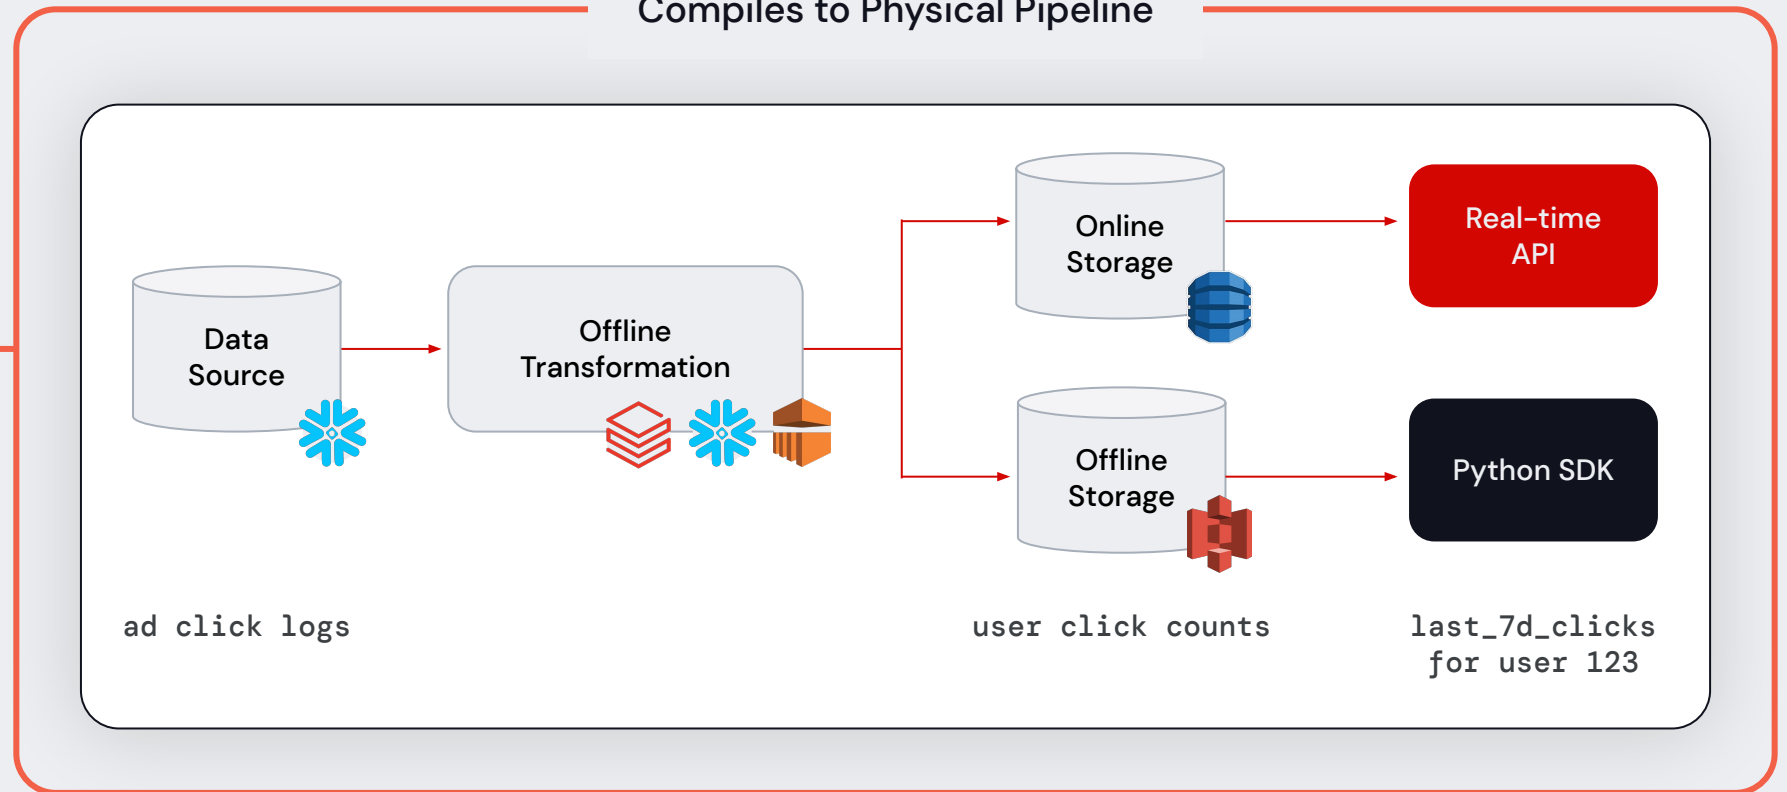 Compiles to Physical Pipeline
Data
Source
Offline
Transformation
Online
Storage
Real-time
API
Offline
Storage
Python SDK
ad click logs
user click counts
last_7d_clicks
for user 123